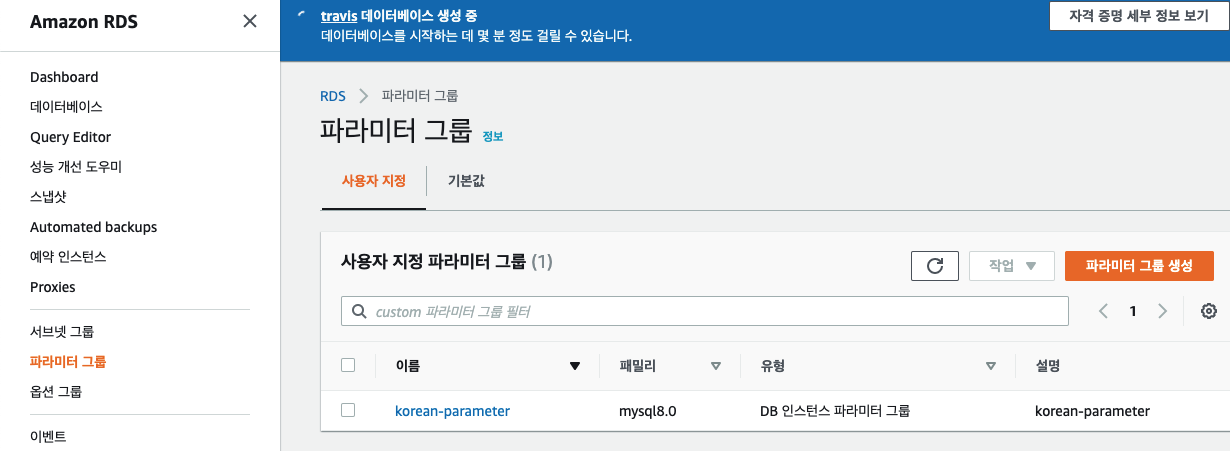 Amazon RDS
Dashboard
데이터베이스
Query Editor
성능 개선 도우미
스냅샷
Automated backups
예약 인스턴스
Proxies
서브넷 그룹
파라미터 그룹
옵션 그룹
이벤트
travis 데이터베이스 생성 중
데이터베이스를 시작하는 데 몇 분 정도 걸릴 수 있습니다.
자격 증명 세부 정보 보기
RDS 파라미터 그룹
파라미터 그룹 정보
사용자 지정 기본값
사용자 지정 파라미터 그룹 (1)
작업
파라미터 그룹 생성
custom 파라미터 그룹 필터
1
이름 패밀리 유형 설명
korean-parameter mysql8.0 DB 인스턴스 파라미터 그룹 korean-parameter